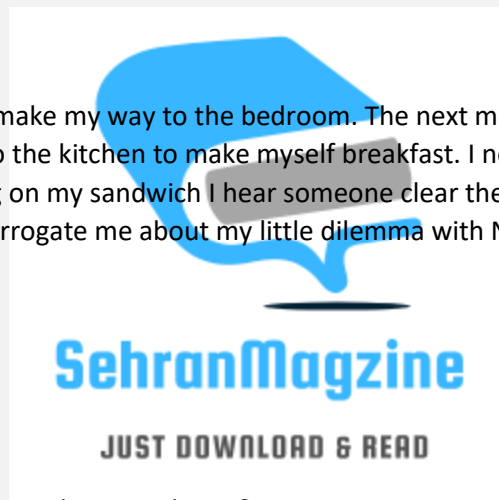 make my way to the bedroom. The next m
the kitchen to make myself breakfast. I n
on my sandwich I hear someone clear the
rrogate me about my little dilemma with N
SehranMagzine
JUST DOWNLOAD & READ